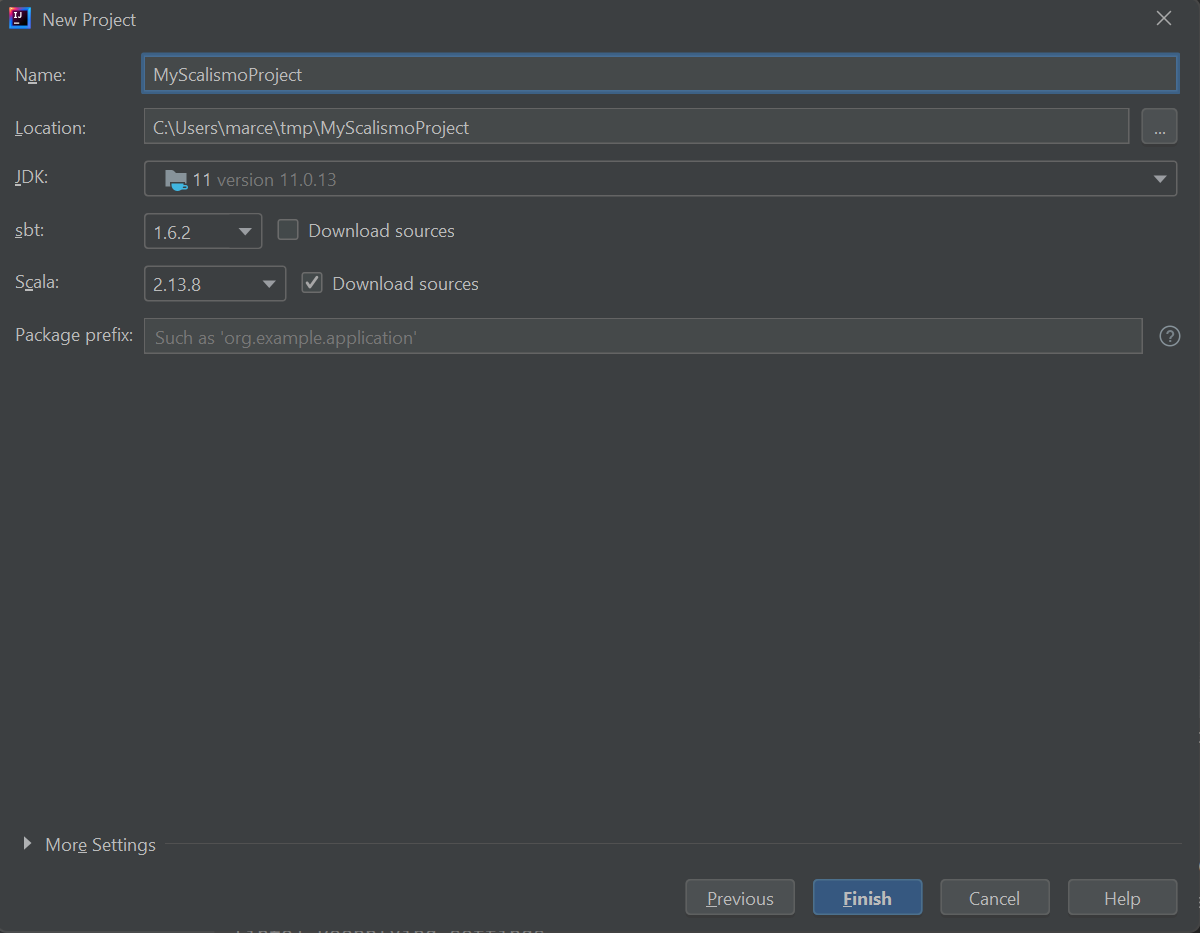 New Project
Name: MyScalismoProject
Location: C:\Users\marce\tmp\MyScalismoProject ...
JDK: 11 version 11.0.13
sbt: 1.6.2 Download sources
Scala: 2.13.8 Download sources
Package prefix: Such as 'org.example.application' ?
More Settings
Previous Finish Cancel Help